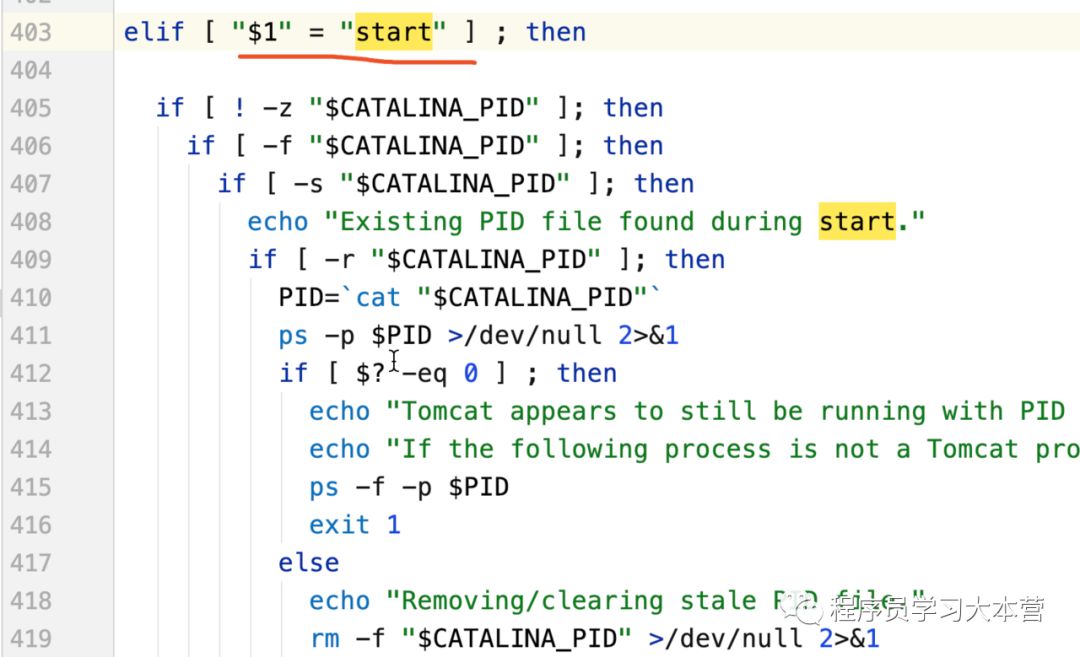 403 elif [ "$1" = "start" ] ; then
404
405 if [ ! -z "$CATALINA_PID" ]; then
406 if [ -f "$CATALINA_PID" ]; then
407 if [ -s "$CATALINA_PID" ]; then
408 echo "Existing PID file found during start."
409 if [ -r "$CATALINA_PID" ]; then
410 PID=`cat "$CATALINA_PID"`
411 ps -p $PID >/dev/null 2>&1
412 if [ $? -eq 0 ] ; then
413 echo "Tomcat appears to still be running with PID
414 echo "If the following process is not a Tomcat pro
415 ps -f -p $PID
416 exit 1
417 else
418 echo "Removing/clearing stale PID file."
419 rm -f "$CATALINA_PID" >/dev/null 2>&1
程序员学习大本营